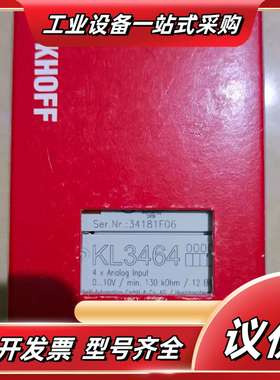 工业设备一站式采购
KHOFF
Ser.Nr.:34181F06
KL3464
4 x Analog Input
0...10V / min. 130 kOhm / 12 B
可开发票 型号齐全
议价